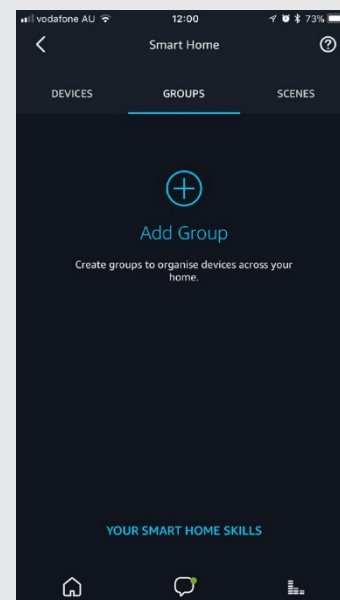 vodafone AU 12:00 73%
Smart Home
DEVICES GROUPS SCENES
Add Group
Create groups to organise devices across your
home.
YOUR SMART HOME SKILLS